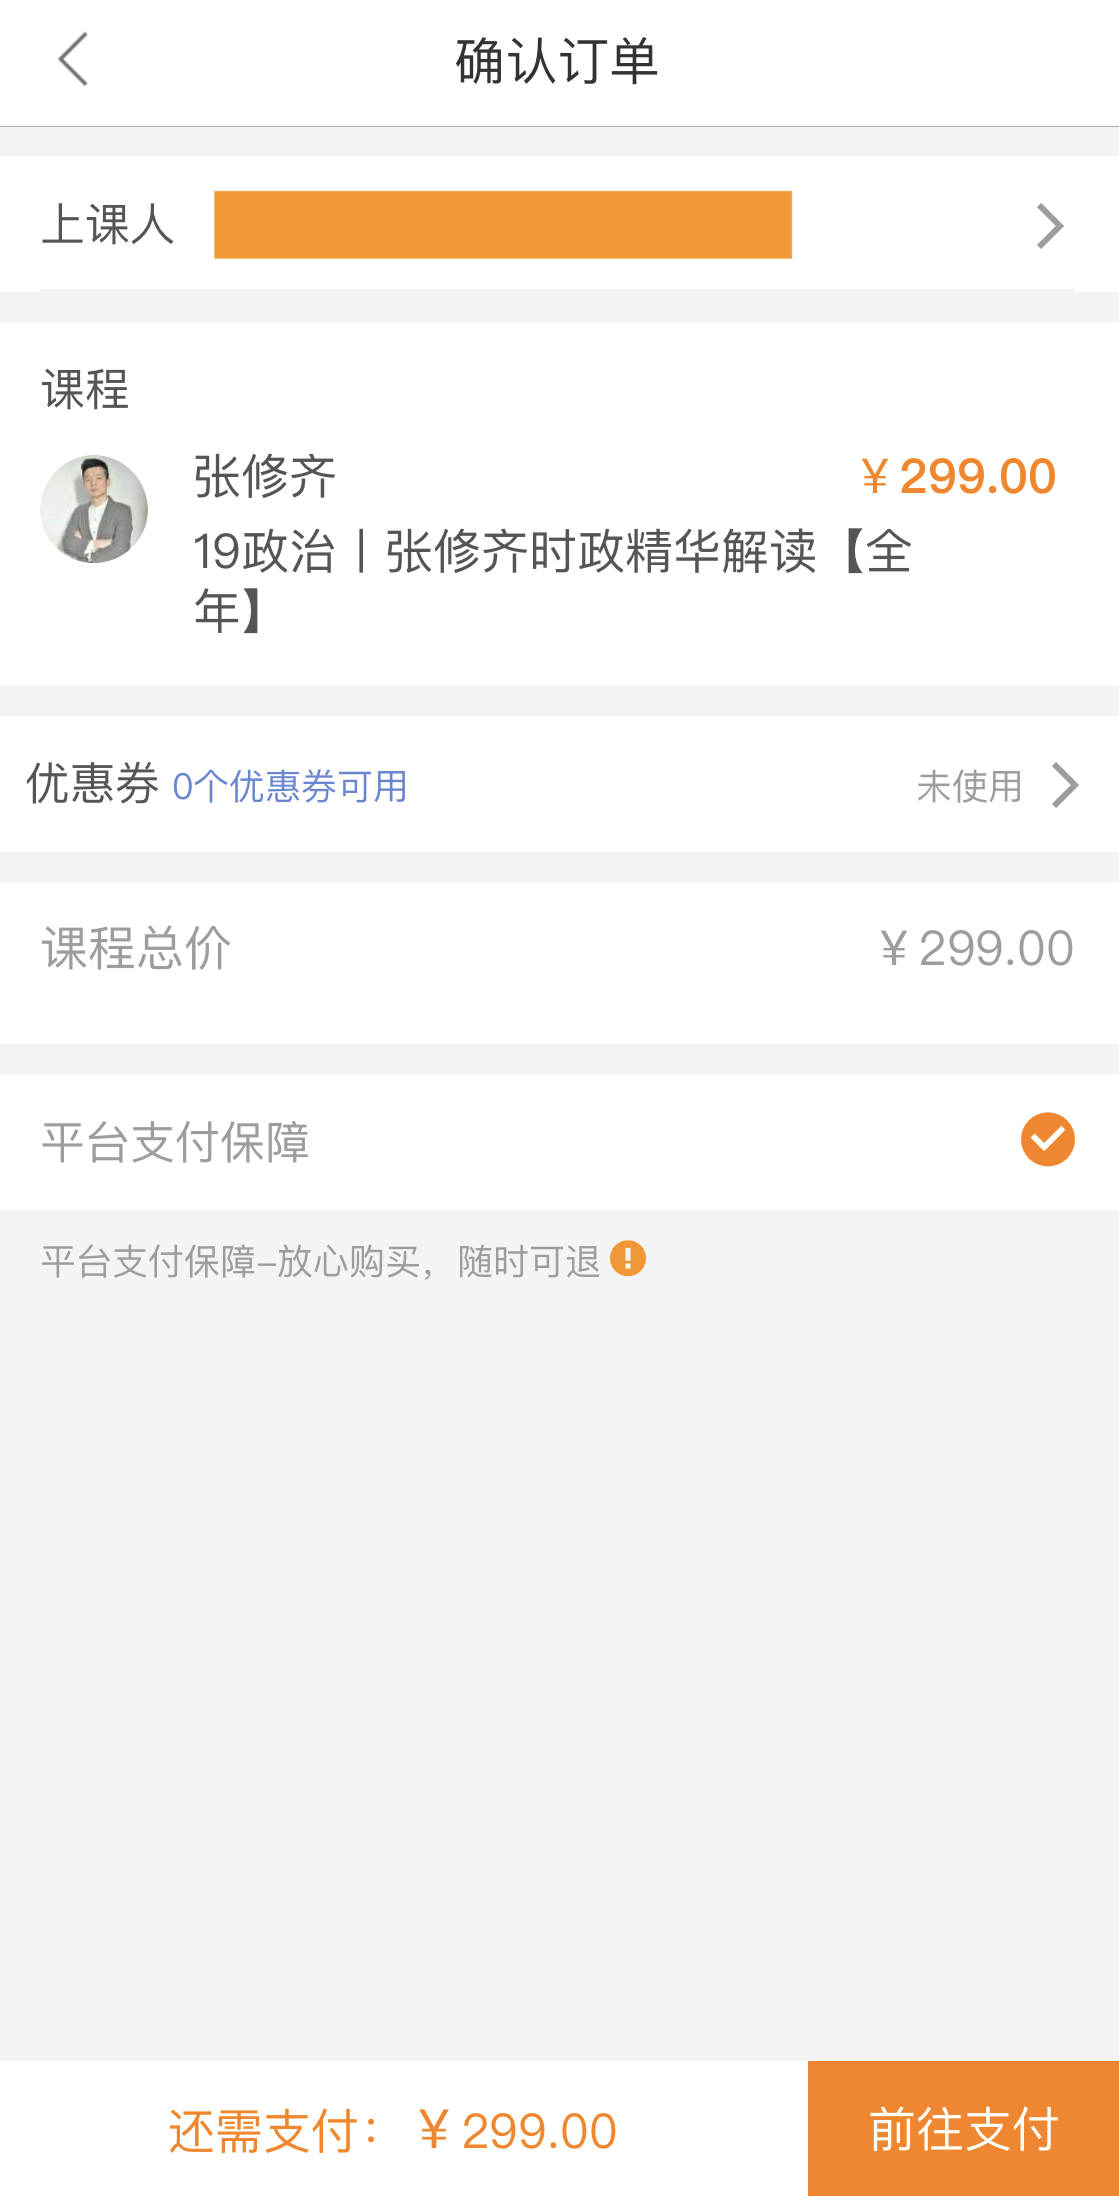 确认订单
上课人
课程
张修齐
¥ 299.00
19政治丨张修齐时政精华解读【全
年】
优惠券 0个优惠券可用
未使用
课程总价
¥ 299.00
平台支付保障
平台支付保障-放心购买，随时可退
还需支付： ¥ 299.00
前往支付